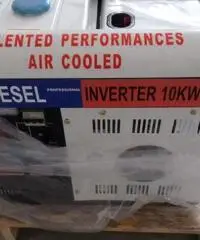 LENTED PERFORMANCES
AIR COOLED
ESEL PROFESSIONAL INVERTER 10KW